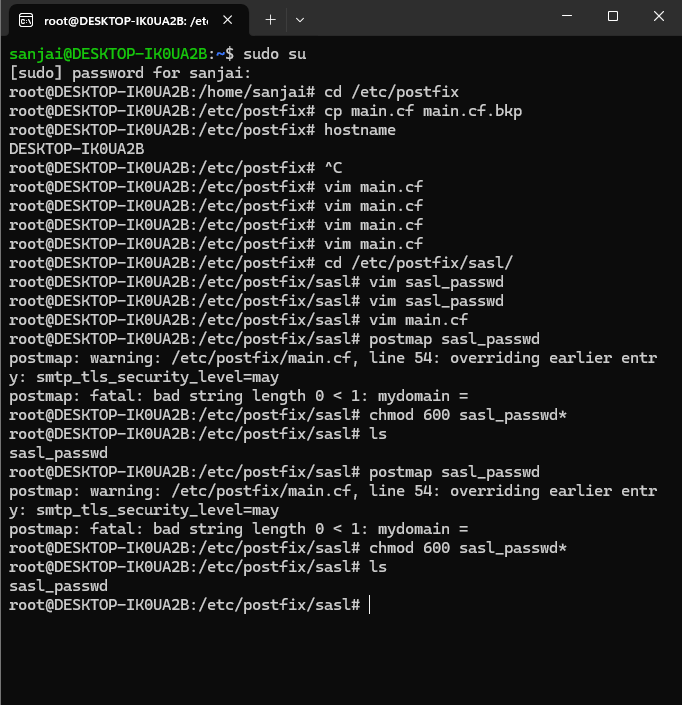 root@DESKTOP-IK0UA2B: /etc
sanjai@DESKTOP-IK0UA2B:~$ sudo su
[sudo] password for sanjai:
root@DESKTOP-IK0UA2B:/home/sanjai# cd /etc/postfix
root@DESKTOP-IK0UA2B:/etc/postfix# cp main.cf main.cf.bkp
root@DESKTOP-IK0UA2B:/etc/postfix# hostname
DESKTOP-IK0UA2B
root@DESKTOP-IK0UA2B:/etc/postfix# ^C
root@DESKTOP-IK0UA2B:/etc/postfix# vim main.cf
root@DESKTOP-IK0UA2B:/etc/postfix# vim main.cf
root@DESKTOP-IK0UA2B:/etc/postfix# vim main.cf
root@DESKTOP-IK0UA2B:/etc/postfix# vim main.cf
root@DESKTOP-IK0UA2B:/etc/postfix# cd /etc/postfix/sasl/
root@DESKTOP-IK0UA2B:/etc/postfix/sasl# vim sasl_passwd
root@DESKTOP-IK0UA2B:/etc/postfix/sasl# vim sasl_passwd
root@DESKTOP-IK0UA2B:/etc/postfix/sasl# vim main.cf
root@DESKTOP-IK0UA2B:/etc/postfix/sasl# postmap sasl_passwd
postmap: warning: /etc/postfix/main.cf, line 54: overriding earlier entr
y: smtp_tls_security_level=may
postmap: fatal: bad string length 0 < 1: mydomain =
root@DESKTOP-IK0UA2B:/etc/postfix/sasl# chmod 600 sasl_passwd*
root@DESKTOP-IK0UA2B:/etc/postfix/sasl# ls
sasl_passwd
root@DESKTOP-IK0UA2B:/etc/postfix/sasl# postmap sasl_passwd
postmap: warning: /etc/postfix/main.cf, line 54: overriding earlier entr
y: smtp_tls_security_level=may
postmap: fatal: bad string length 0 < 1: mydomain =
root@DESKTOP-IK0UA2B:/etc/postfix/sasl# chmod 600 sasl_passwd*
root@DESKTOP-IK0UA2B:/etc/postfix/sasl# ls
sasl_passwd
root@DESKTOP-IK0UA2B:/etc/postfix/sasl#